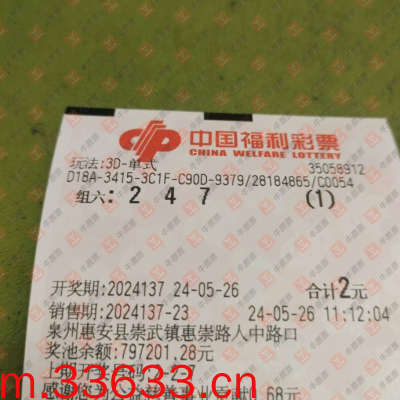 中国福利彩票
CHINA WELFARE LOTTERY
玩法:3D-单式
35058912
D18A-3415-3C1F-C90D-9379/28184865/C0054
组六: 2 4 7 (1)
开奖期:2024137 24-05-26 合计2元
销售期:2024137-23 24-05-26 11:12:04
泉州惠安县崇武镇惠崇路人中路口
奖池余额:797201.28元
m.33633.cn